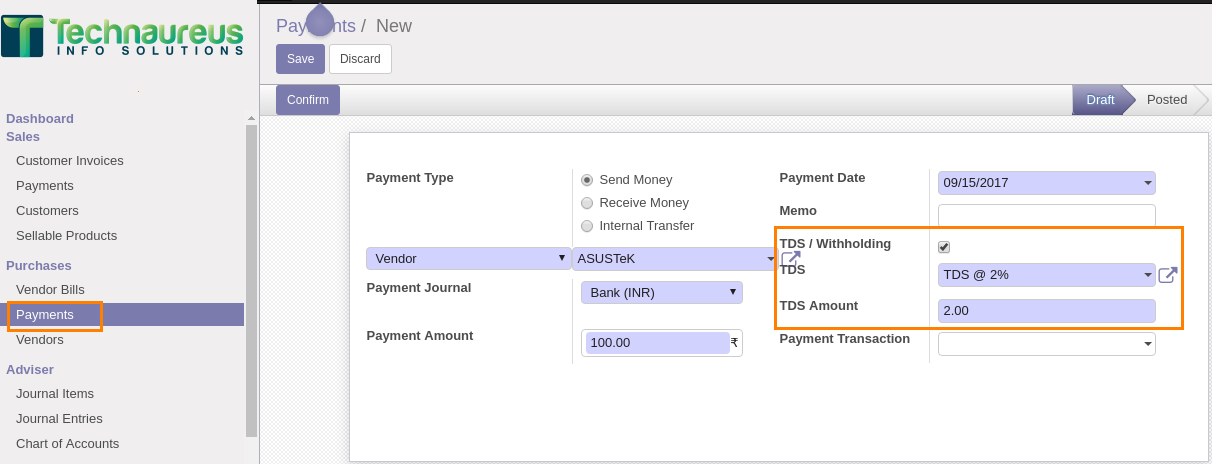 Technaureus
INFO SOLUTIONS
Dashboard
Sales
Customer Invoices
Payments
Customers
Sellable Products
Purchases
Vendor Bills
Payments
Vendors
Adviser
Journal Items
Journal Entries
Chart of Accounts
Payments / New
Save Discard
Confirm Draft Posted
Payment Type
Send Money
Receive Money
Internal Transfer
Vendor ASUSTeK
Payment Journal Bank (INR)
Payment Amount 100.00 ₹
Payment Date 09/15/2017
Memo
TDS / Withholding
TDS TDS @ 2%
TDS Amount 2.00
Payment Transaction